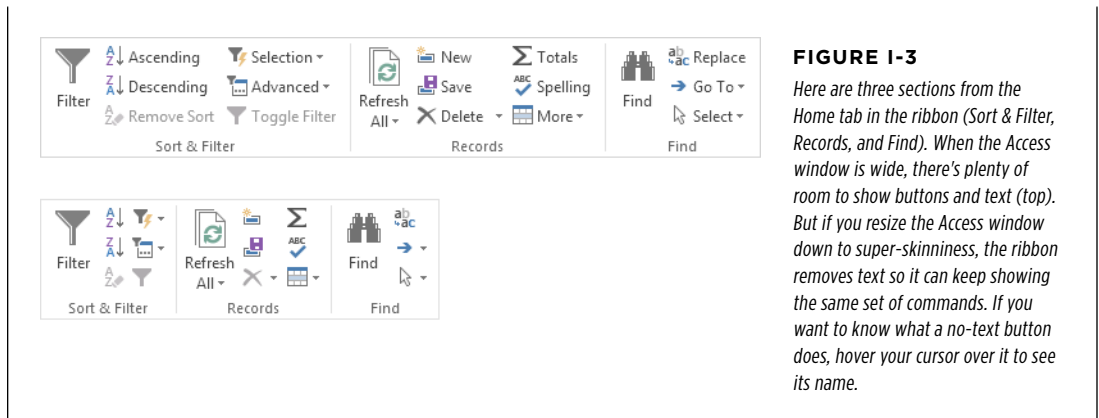 Filter
Ascending
Descending
Remove Sort
Selection
Advanced
Toggle Filter
Sort & Filter
Refresh
All
New
Save
Delete
Totals
Spelling
More
Records
Find
Replace
Go To
Select
Find
Filter
Sort & Filter
Refresh
All
Records
Find
Find
FIGURE I-3
Here are three sections from the
Home tab in the ribbon (Sort & Filter,
Records, and Find). When the Access
window is wide, there's plenty of
room to show buttons and text (top).
But if you resize the Access window
down to super-skinniness, the ribbon
removes text so it can keep showing
the same set of commands. If you
want to know what a no-text button
does, hover your cursor over it to see
its name.